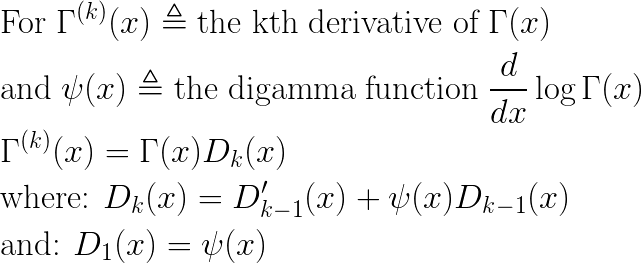 For Γ^{(k)}(x) ≜ the kth derivative of Γ(x)
and ψ(x) ≜ the digamma function \frac{d}{dx} log Γ(x)
Γ^{(k)}(x) = Γ(x)D_k(x)
where: D_k(x) = D'_{k−1}(x) + ψ(x)D_{k−1}(x)
and: D_1(x) = ψ(x)